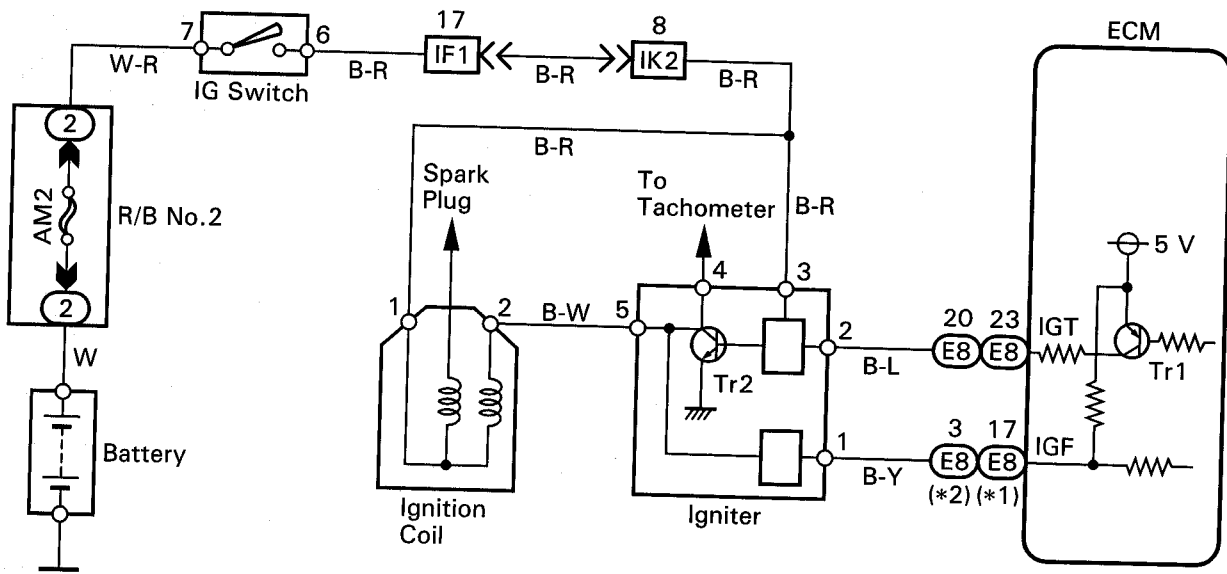 17
8
ECM
7
6
IF1
IK2
W-R
B-R
B-R
B-R
IG Switch
2
B-R
Spark
Plug
To
Tachometer
B-R
AM2
R/B No.2
5 V
4
3
2
1
2
B-W
5
2
20
23
IGT
E8
E8
W
Tr2
B-L
Tr1
Battery
1
3
17
IGF
E8
E8
B-Y
(*2)
(*1)
Ignition
Coil
Igniter